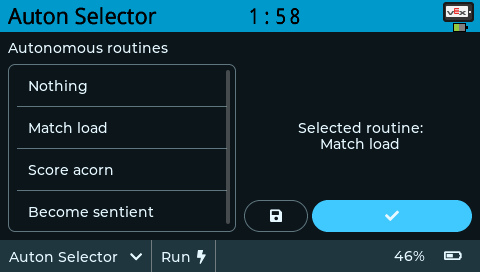 Auton Selector
1:58
VEX
Autonomous routines
Nothing
Match load
Score acorn
Become sentient
Selected routine:
Match load
Auton Selector
Run
46%